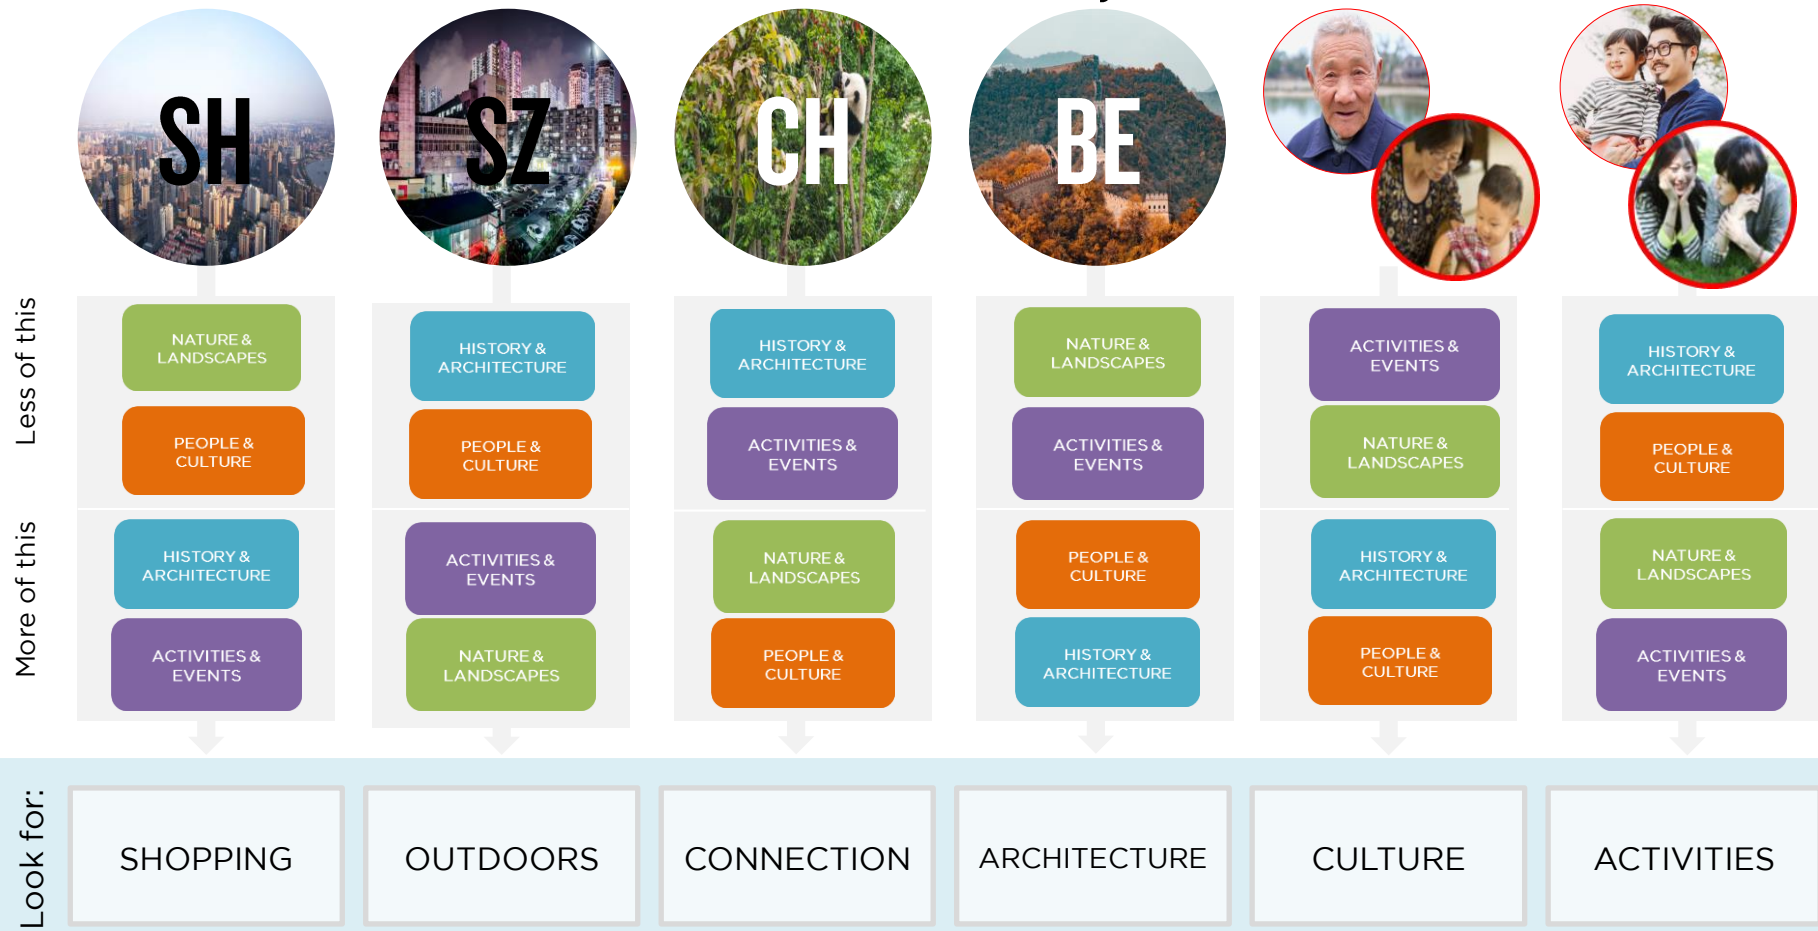 SH
SZ
CH
BE
Less of this
NATURE &
LANDSCAPES
HISTORY &
ARCHITECTURE
HISTORY &
ARCHITECTURE
NATURE &
LANDSCAPES
ACTIVITIES &
EVENTS
HISTORY &
ARCHITECTURE
PEOPLE &
CULTURE
PEOPLE &
CULTURE
ACTIVITIES &
EVENTS
ACTIVITIES &
EVENTS
NATURE &
LANDSCAPES
PEOPLE &
CULTURE
More of this
HISTORY &
ARCHITECTURE
ACTIVITIES &
EVENTS
NATURE &
LANDSCAPES
PEOPLE &
CULTURE
HISTORY &
ARCHITECTURE
NATURE &
LANDSCAPES
ACTIVITIES &
EVENTS
NATURE &
LANDSCAPES
PEOPLE &
CULTURE
HISTORY &
ARCHITECTURE
PEOPLE &
CULTURE
ACTIVITIES &
EVENTS
Look for:
SHOPPING
OUTDOORS
CONNECTION
ARCHITECTURE
CULTURE
ACTIVITIES